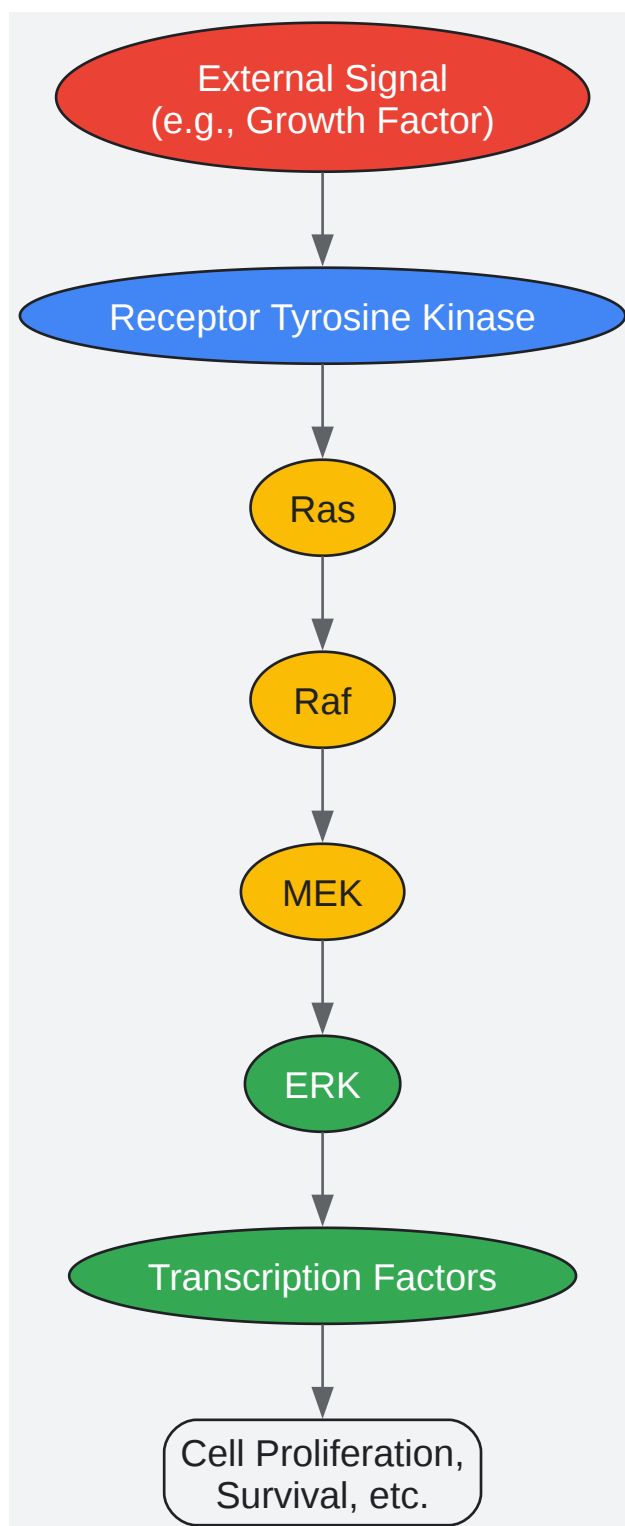 External Signal
(e.g., Growth Factor)
Receptor Tyrosine Kinase
Ras
Raf
MEK
ERK
Transcription Factors
Cell Proliferation,
Survival, etc.